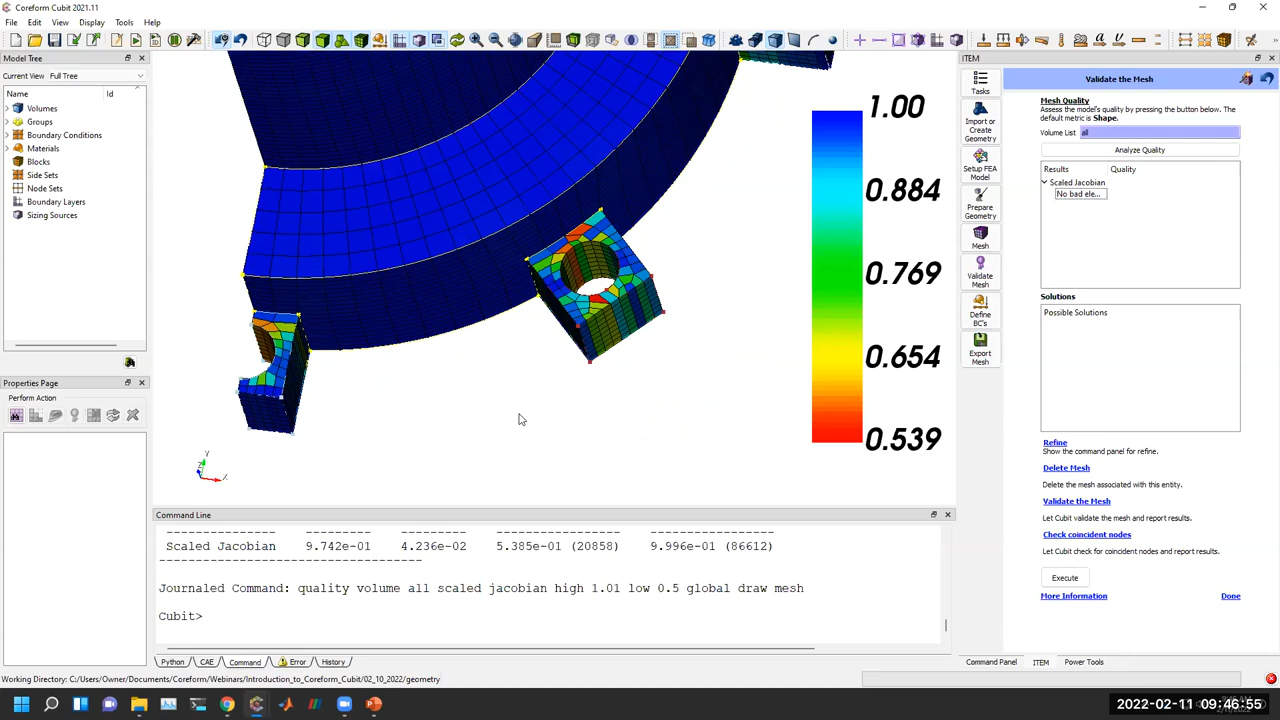 Coreform Cubit 2021.11
File Edit View Display Tools Help
Model Tree
Current View Full Tree
Name Id
Volumes
Groups
Boundary Conditions
Materials
Blocks
Side Sets
Node Sets
Boundary Layers
Sizing Sources
Properties Page
Perform Action
1.00
0.884
0.769
0.654
0.539
Y
Z
X
Command Line
Scaled Jacobian 9.742e-01 4.236e-02 5.385e-01 (20858) 9.996e-01 (86612)
Journaled Command: quality volume all scaled jacobian high 1.01 low 0.5 global draw mesh
Cubit>
Python CAE Command Error History
Working Directory: C:/Users/Owner/Documents/Coreform/Webinars/Introduction_to_Coreform_Cubit/02_10_2022/geometry
ITEM
Tasks
Import or
Create
Geometry
Setup FEA
Model
Prepare
Geometry
Mesh
Validate
Mesh
Define
BC's
Export
Mesh
Validate the Mesh
Mesh Quality
Assess the model's quality by pressing the button below. The
default metric is Shape.
Volume List all
Analyze Quality
Results Quality
Scaled Jacobian
No bad ele...
Solutions
Possible Solutions
Refine
Show the command panel for refine.
Delete Mesh
Delete the mesh associated with this entity.
Validate the Mesh
Let Cubit validate the mesh and report results.
Check coincident nodes
Let Cubit check for coincident nodes and report results.
Execute
More Information Done
Command Panel ITEM Power Tools
2022-02-11 09:46:55